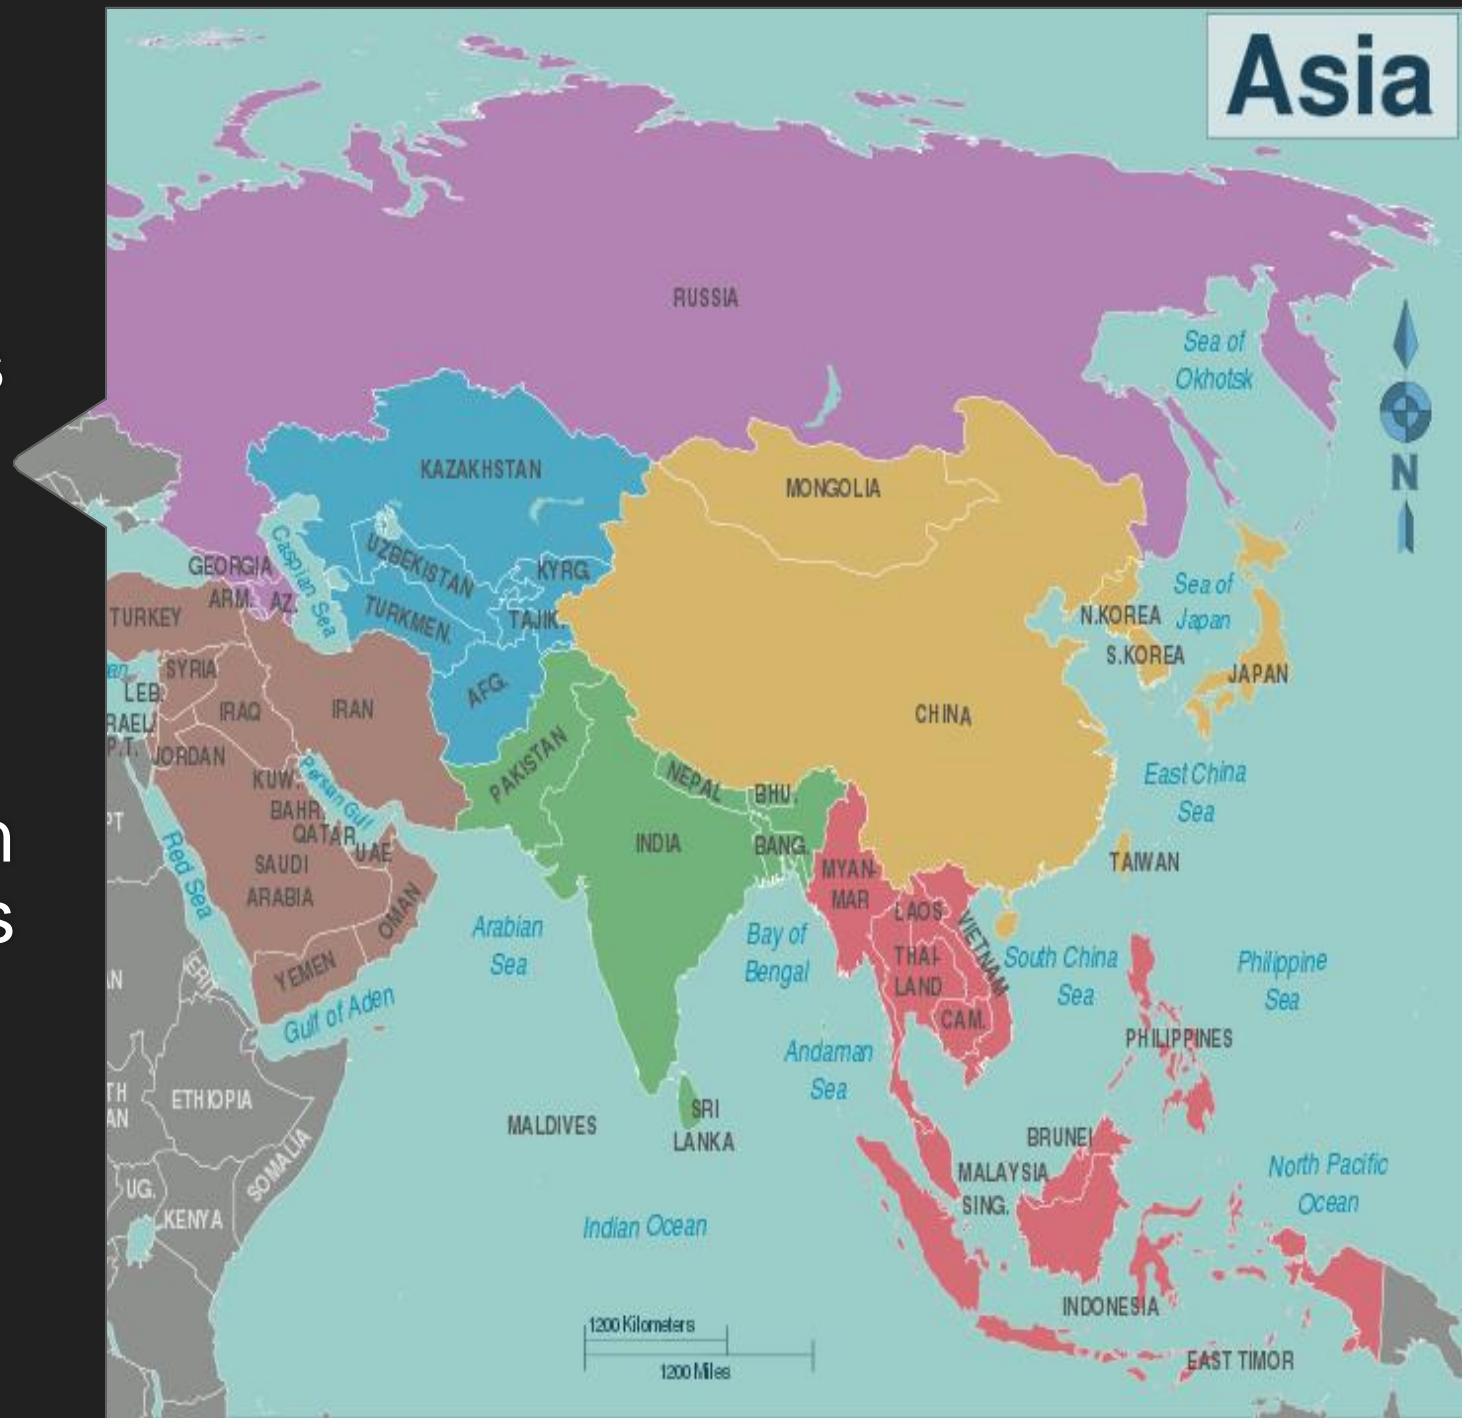 Asia
RUSSIA
Sea of
Okhotsk
N
KAZAKHSTAN
MONGOLIA
UZBEKISTAN
KYRG.
Caspian Sea
GEORGIA
ARM.
AZ.
TURKEY
TURKMEN.
TAJIK.
N.KOREA
S.KOREA
Sea of
Japan
JAPAN
SYRIA
LEB.
IRAQ
IRAN
AFG.
JORDAN
P.T.
CHINA
PAKISTAN
KUW.
Persian Gulf
BAHR.
QATAR
UAE
SAUDI
ARABIA
OMAN
YEMEN
Red Sea
NEPAL
BHU.
INDIA
BANG.
East China
Sea
TAIWAN
MYAN-
MAR
LAOS
VIETNAM
THAI-
LAND
CAM.
Arabian
Sea
Bay of
Bengal
South China
Sea
Philippine
Sea
Gulf of Aden
Andaman
Sea
PHILIPPINES
ETHIOPIA
SOMALIA
UG.
KENYA
MALDIVES
SRI
LANKA
BRUNEI
MALAYSIA
SING.
North Pacific
Ocean
Indian Ocean
INDONESIA
EAST TIMOR
1200 Kilometers
1200 Miles